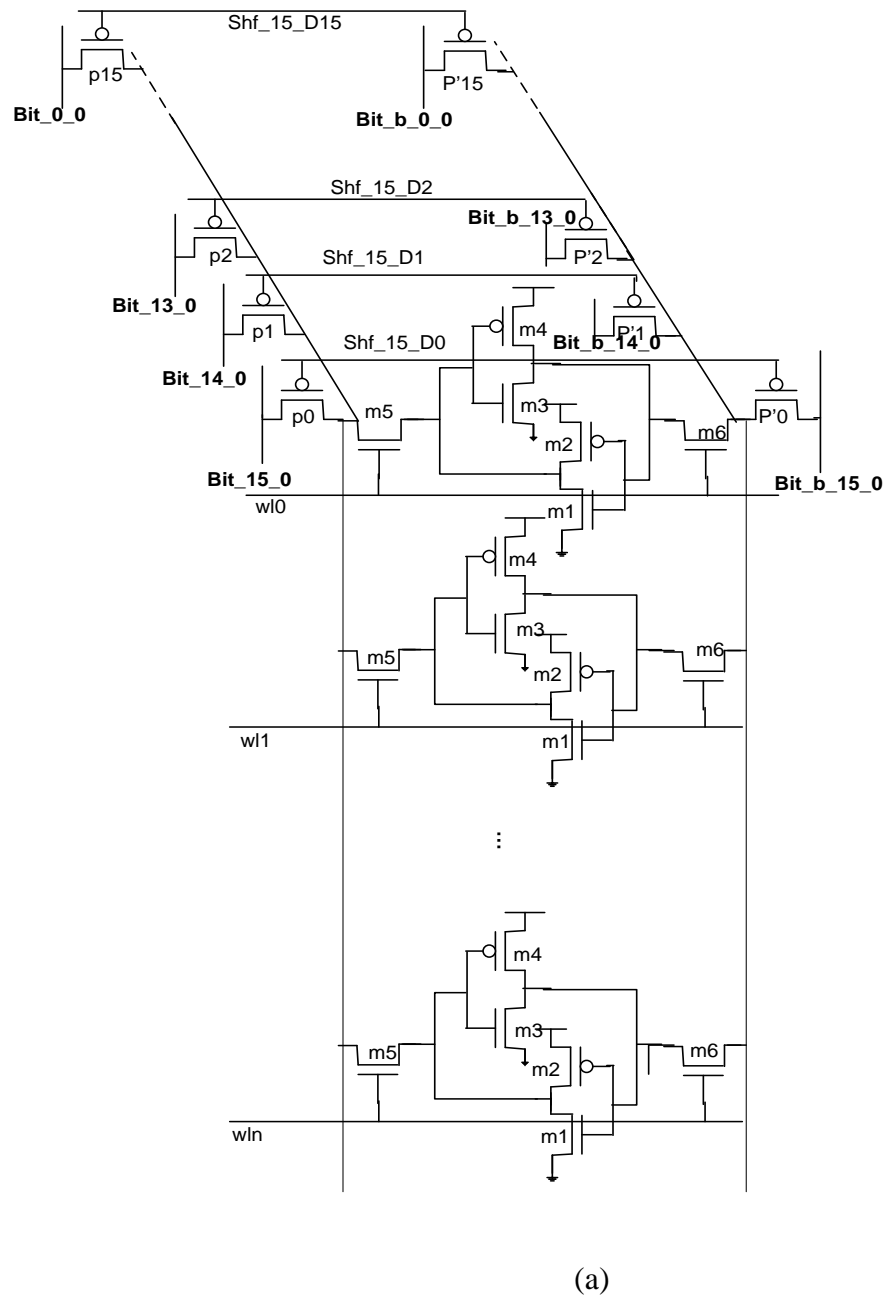 Shf_15_D15
p15
P'15
Bit_0_0
Bit_b_0_0
Shf_15_D2
Bit_b_13_0
p2
P'2
Shf_15_D1
Bit_13_0
m4
p1
P'1
Bit_b_14_0
Shf_15_D0
Bit_14_0
m3
p0
m5
m2
m6
P'0
Bit_15_0
Bit_b_15_0
wl0
m1
m4
m3
m5
m2
m6
wl1
m1
...
m4
m3
m5
m2
m6
wln
m1
(a)